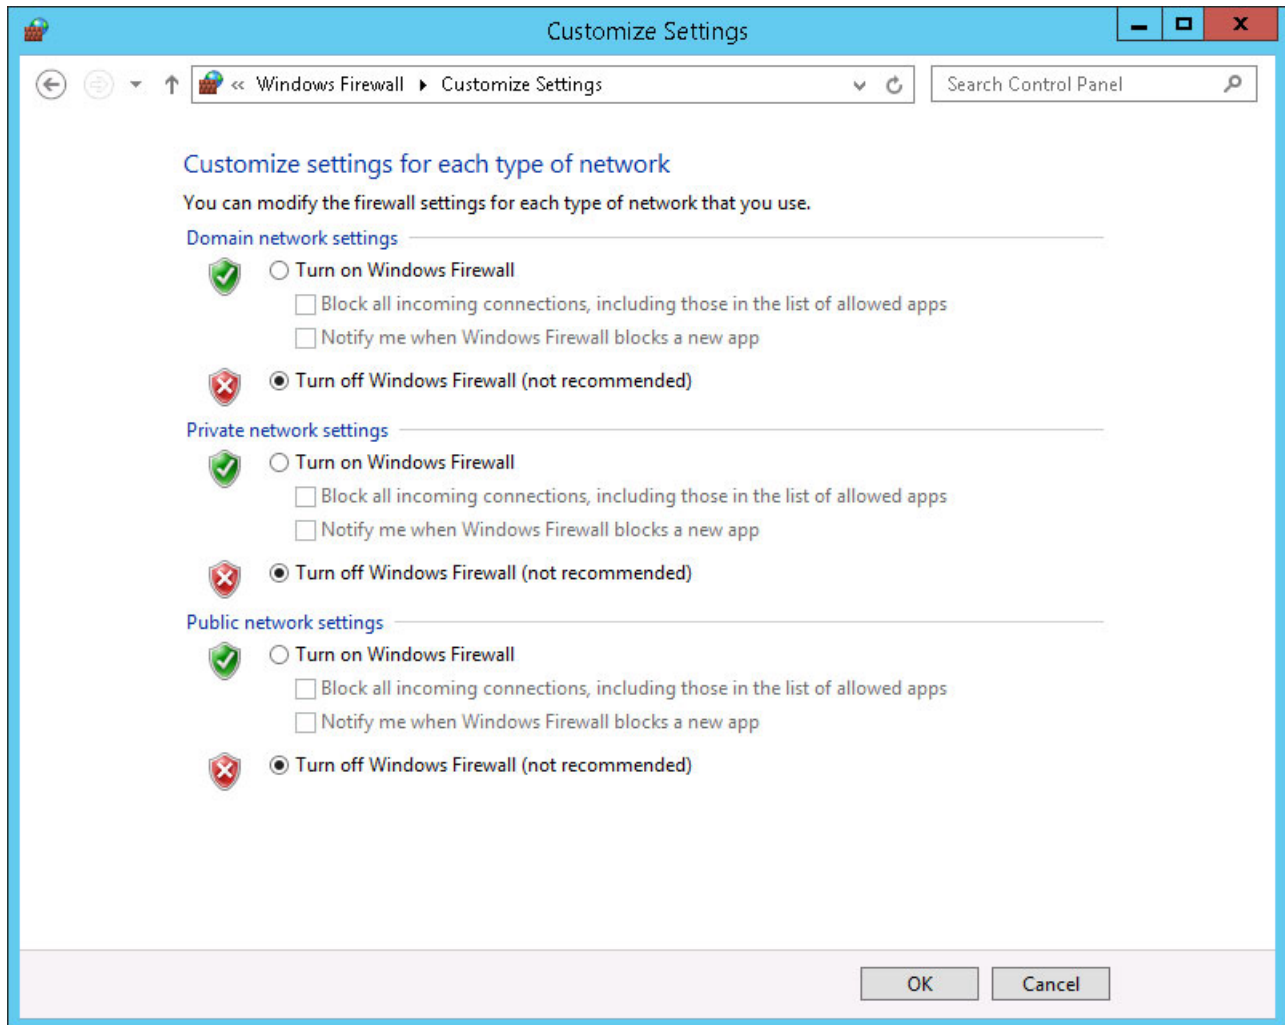 Customize Settings
« Windows Firewall ▸ Customize Settings
Search Control Panel
Customize settings for each type of network
You can modify the firewall settings for each type of network that you use.
Domain network settings
Turn on Windows Firewall
Block all incoming connections, including those in the list of allowed apps
Notify me when Windows Firewall blocks a new app
Turn off Windows Firewall (not recommended)
Private network settings
Turn on Windows Firewall
Block all incoming connections, including those in the list of allowed apps
Notify me when Windows Firewall blocks a new app
Turn off Windows Firewall (not recommended)
Public network settings
Turn on Windows Firewall
Block all incoming connections, including those in the list of allowed apps
Notify me when Windows Firewall blocks a new app
Turn off Windows Firewall (not recommended)
OK
Cancel